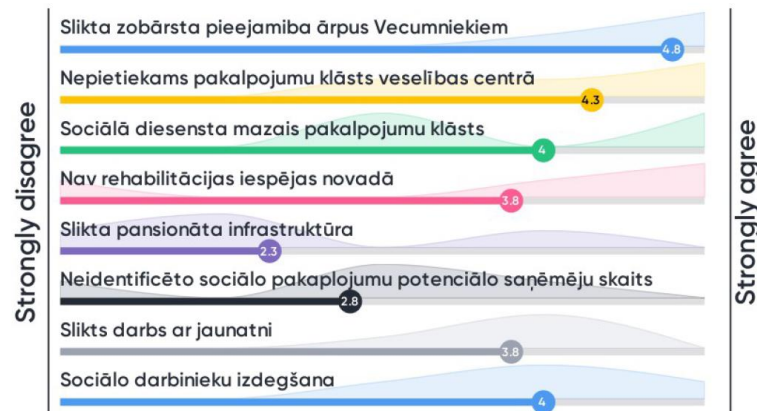 Slikta zobārsta pieejamiba ārpus Vecumniekiem
4.8
Nepietiekams pakalpojumu klāsts veselības centrā
4.3
Sociālā diesensta mazais pakalpojumu klāsts
4
Nav rehabilitācijas iespējas novadā
3.8
Slikta pansionāta infrastruktūra
2.3
Neidentificēto sociālo pakaplojumu potenciālo saņēmēju skaits
2.8
Slikts darbs ar jaunatni
3.8
Sociālo darbinieku izdegšana
4
Strongly disagree
Strongly agree